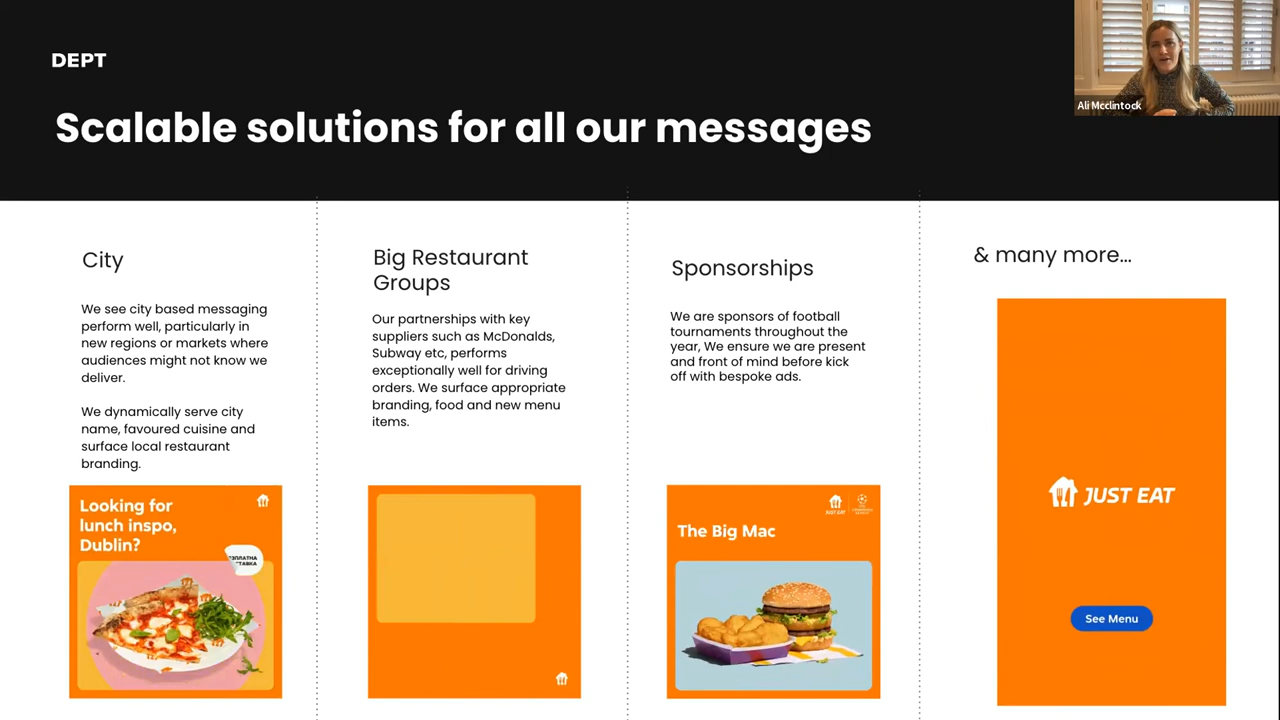 DEPT
Ali Mcclintock
Scalable solutions for all our messages
City
We see city based messaging
perform well, particularly in
new regions or markets where
audiences might not know we
deliver.
We dynamically serve city
name, favoured cuisine and
surface local restaurant
branding.
Looking for
lunch inspo,
Dublin?
Big Restaurant
Groups
Our partnerships with key
suppliers such as McDonalds,
Subway etc, performs
exceptionally well for driving
orders. We surface appropriate
branding, food and new menu
items.
Sponsorships
We are sponsors of football
tournaments throughout the
year, We ensure we are present
and front of mind before kick
off with bespoke ads.
JUST EAT
The Big Mac
& many more...
JUST EAT
See Menu